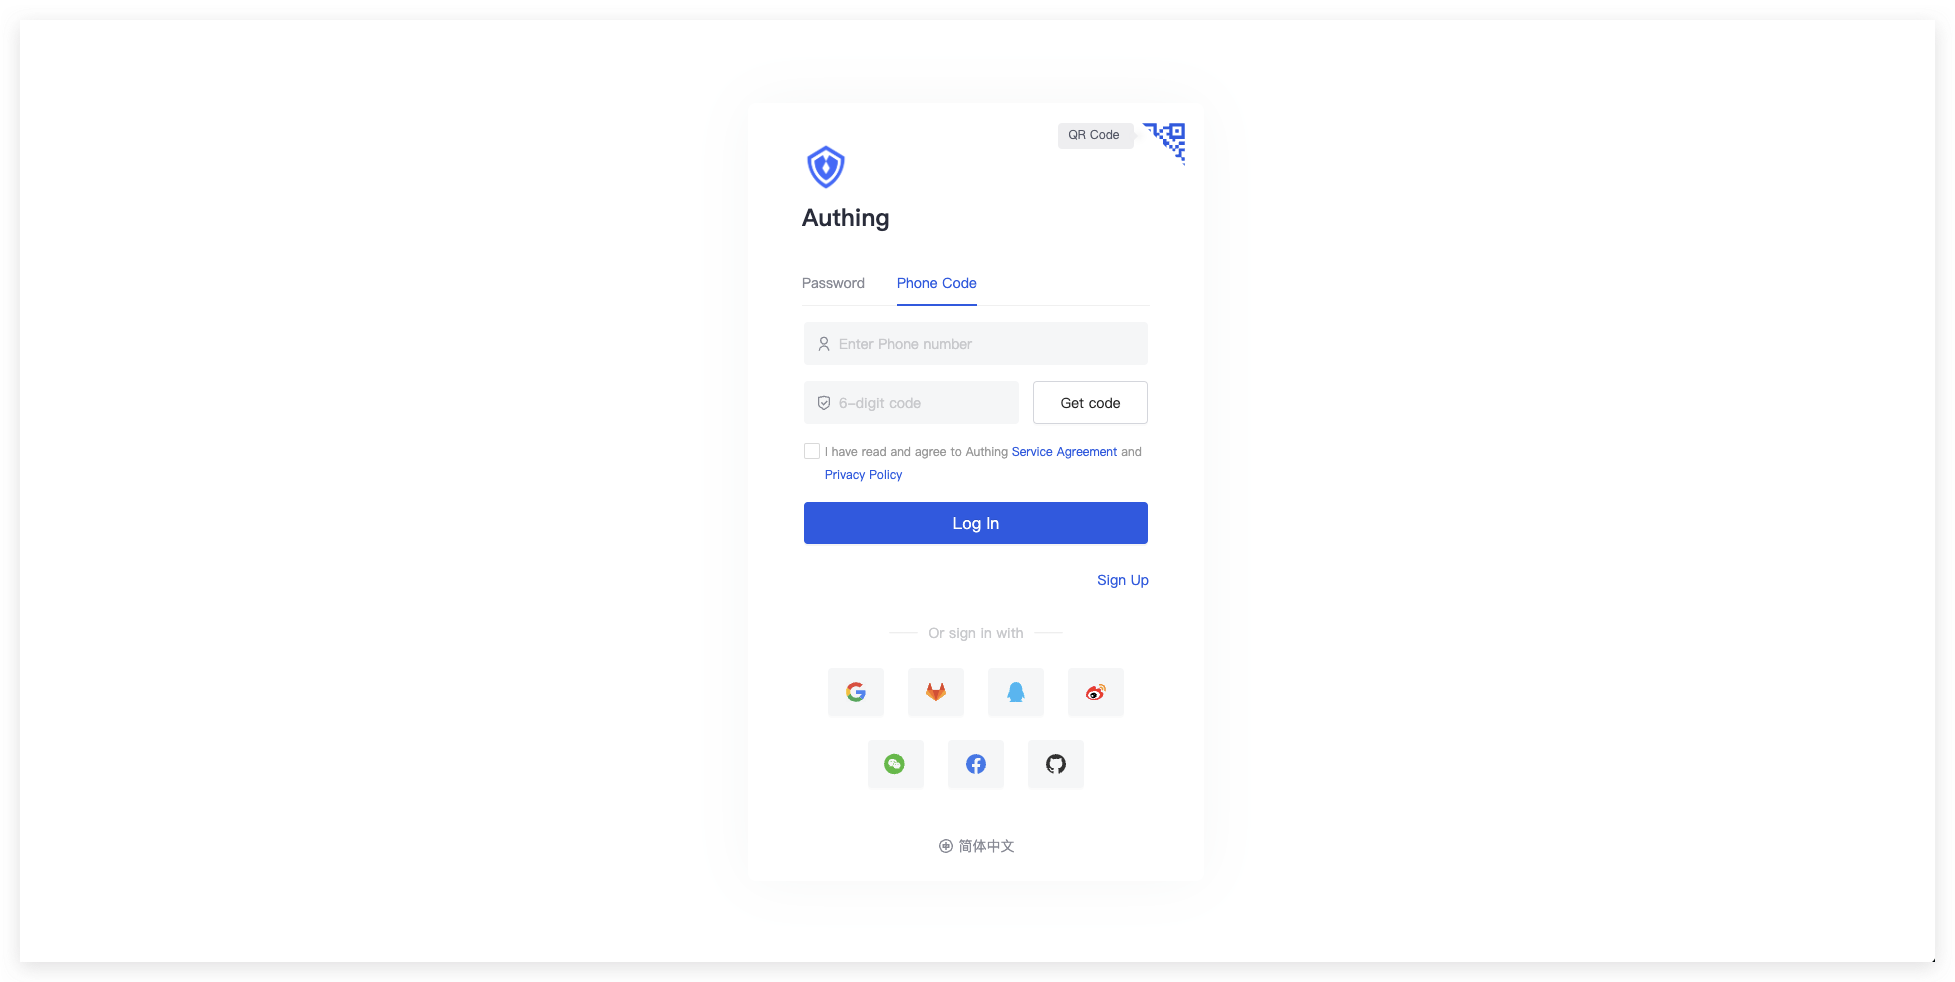 QR Code
Authing
Password
Phone Code
Enter Phone number
6-digit code
Get code
I have read and agree to Authing Service Agreement and
Privacy Policy
Log In
Sign Up
Or sign in with
简体中文